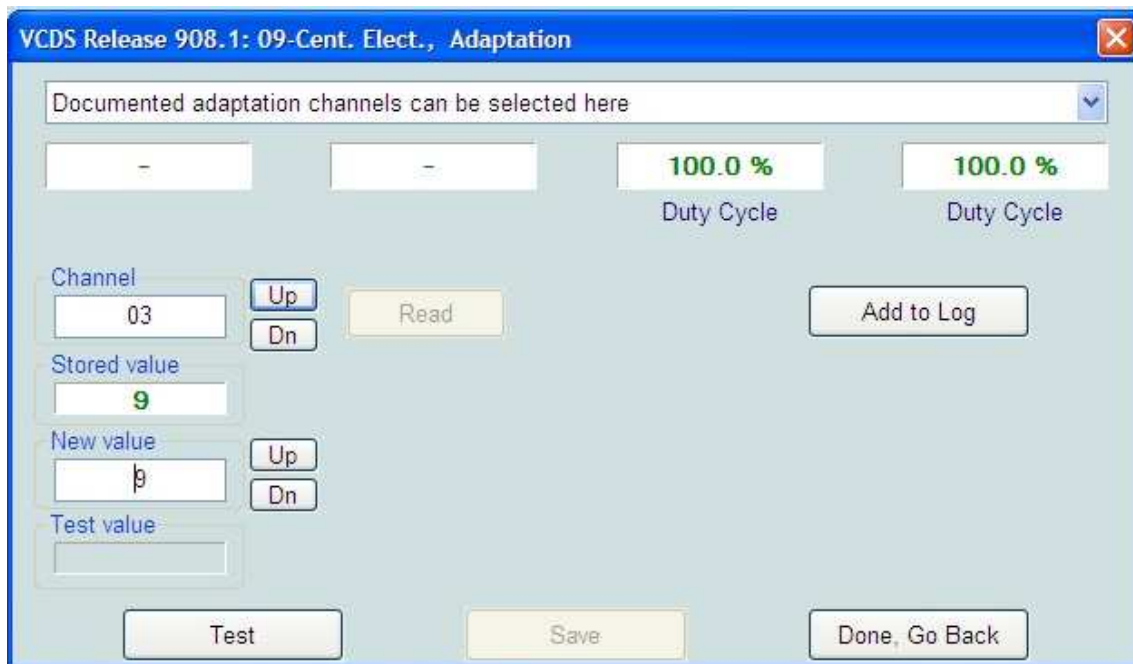 VCDS Release 908.1: 09-Cent. Elect., Adaptation
Documented adaptation channels can be selected here
- - 100.0 % 100.0 %
Duty Cycle Duty Cycle
Channel
03 Up Read Add to Log
Dn
Stored value
9
New value
9 Up
Dn
Test value
Test Save Done, Go Back